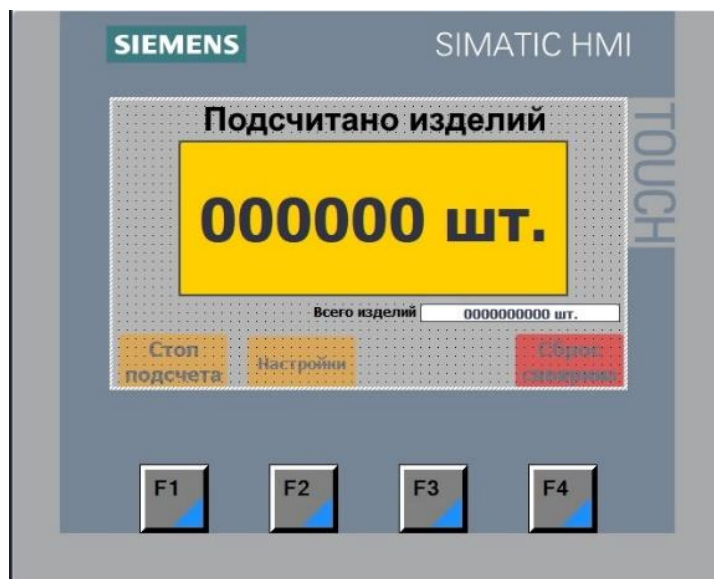 SIEMENS
SIMATIC HMI
TOUCH
Подсчитано изделий
000000 шт.
Всего изделий 0000000000 шт.
Стоп
подсчета
Настройки
Сброс
F1
F2
F3
F4